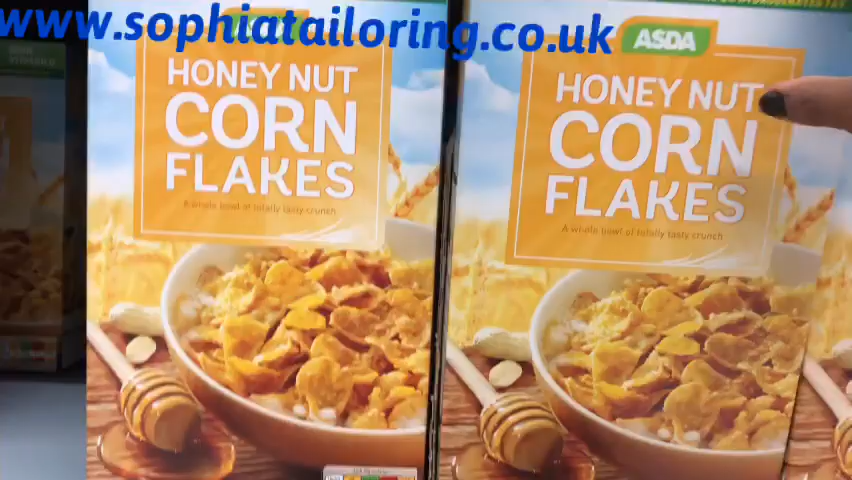 www.sophiatailoring.co.uk
HONEY NUT
CORN
FLAKES
A whole bowl of totally tasty crunch
ASDA
HONEY NUT
CORN
FLAKES
A whole bowl of totally tasty crunch